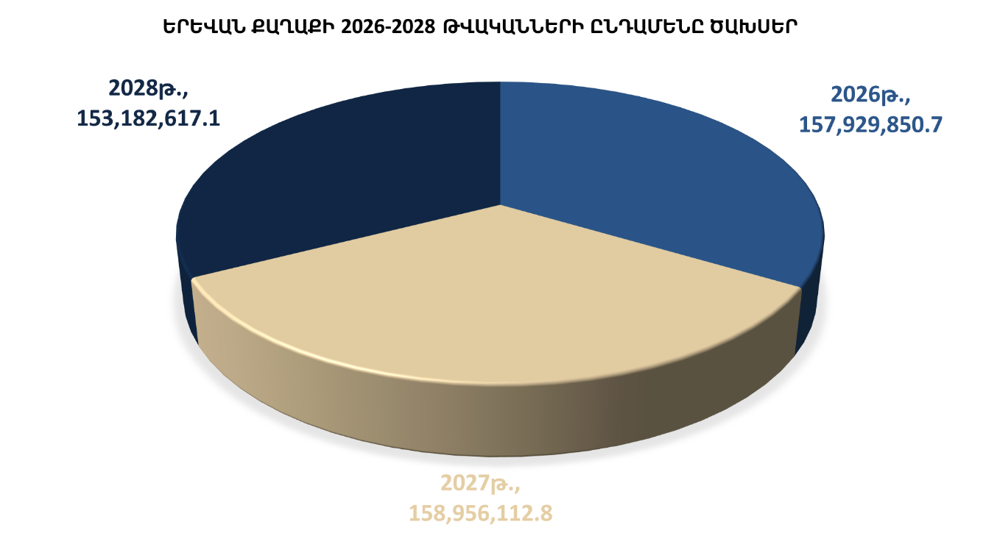 ԵՐԵՎԱՆ ՔԱՂԱՔԻ 2026-2028 ԹՎԱԿԱՆՆԵՐԻ ԸՆԴԱՄԵՆԸ ԾԱԽՍԵՐ
2028թ.,
153,182,617.1
2026թ.,
157,929,850.7
2027թ.,
158,956,112.8